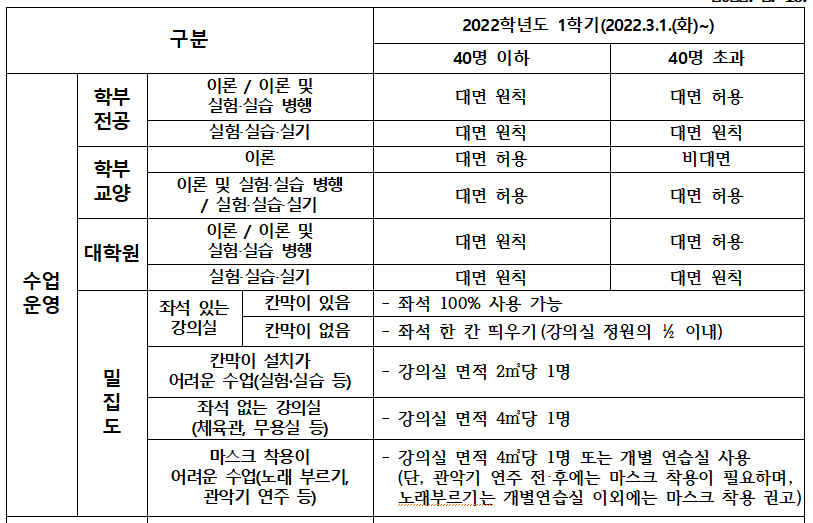 구분
2022학년도 1학기(2022.3.1.(화)~)
40명 이하
40명 초과
수업
운영
학부
전공
이론 / 이론 및
실험·실습 병행
대면 원칙
대면 허용
실험·실습·실기
대면 원칙
대면 원칙
학부
교양
이론
대면 허용
비대면
이론 및 실험·실습 병행
/ 실험·실습·실기
대면 허용
대면 허용
대학원
이론 / 이론 및
실험·실습 병행
대면 원칙
대면 허용
실험·실습·실기
대면 원칙
대면 원칙
밀
집
도
좌석 있는
강의실
칸막이 있음
- 좌석 100% 사용 가능
칸막이 없음
- 좌석 한 칸 띄우기(강의실 정원의 ½ 이내)
칸막이 설치가
어려운 수업(실험·실습 등)
- 강의실 면적 2㎡당 1명
좌석 없는 강의실
(체육관, 무용실 등)
- 강의실 면적 4㎡당 1명
마스크 착용이
어려운 수업(노래 부르기,
관악기 연주 등)
- 강의실 면적 4㎡당 1명 또는 개별 연습실 사용
(단, 관악기 연주 전·후에는 마스크 착용이 필요하며,
노래부르기는 개별연습실 이외에는 마스크 착용 권고)